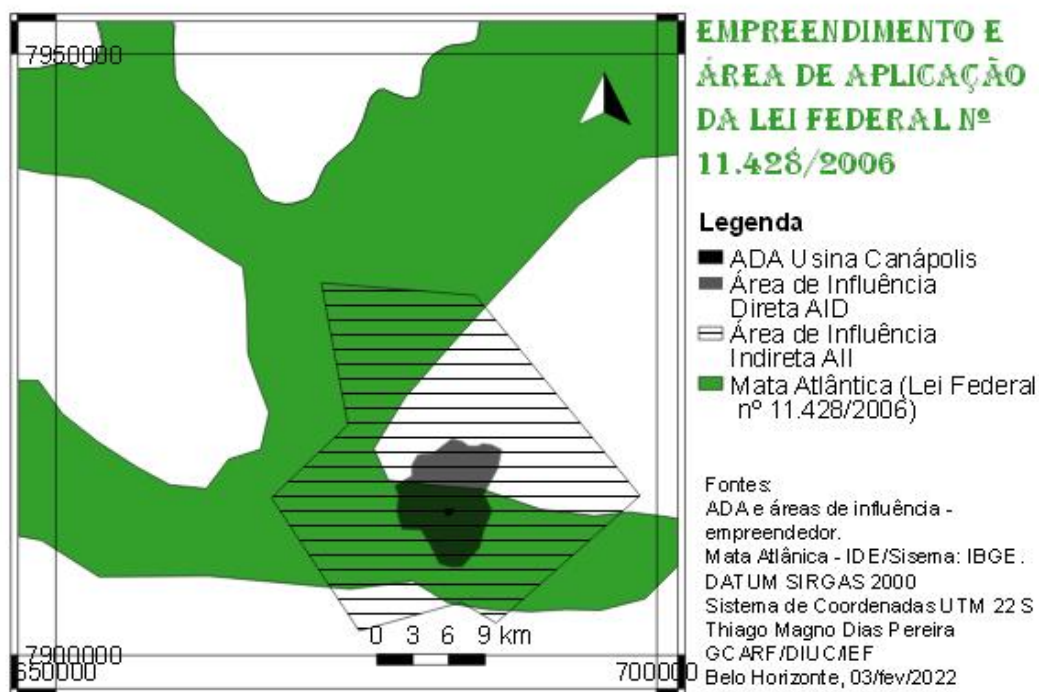 EMPREENDIMENTO E
ÁREA DE APLICAÇÃO
DA LEI FEDERAL Nº
11.428/2006
Legenda
ADA Usina Canápolis
Área de Influência
Direta AID
Área de Influência
Indireta AII
Mata Atlântica (Lei Federal
nº 11.428/2006)
Fontes:
ADA e áreas de influência -
empreendedor.
Mata Atlânica - IDE/Sisema: IBGE.
DATUM SIRGAS 2000
Sistema de Coordenadas UTM 22 S
Thiago Magno Dias Pereira
GCARF/DIUC/IEF
Belo Horizonte, 03/fev/2022
7950000
0 3 6 9 km
7900000
650000
700000